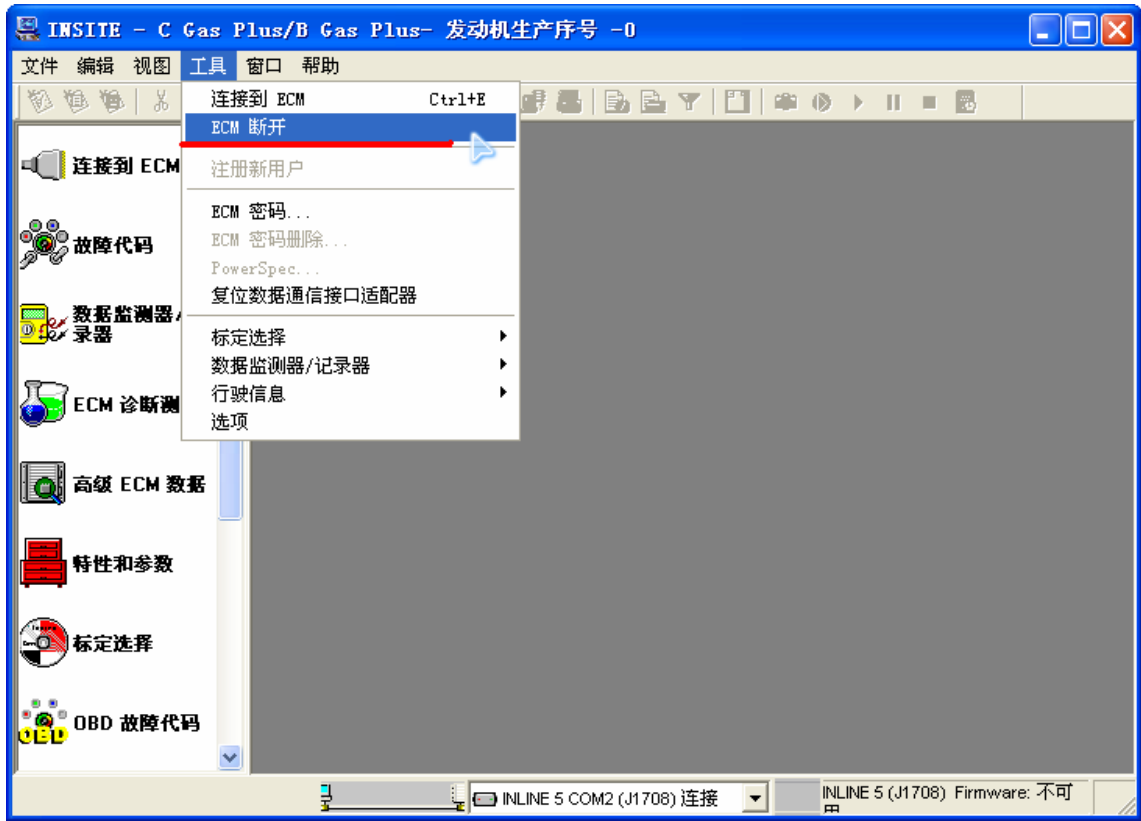 INSITE - C Gas Plus/B Gas Plus- 发动机生产序号 -0
文件 编辑 视图 工具 窗口 帮助
连接到 ECM Ctrl+E
ECM 断开
注册新用户
ECM 密码...
ECM 密码删除...
PowerSpec...
复位数据通信接口适配器
标定选择
数据监测器/记录器
行驶信息
选项
连接到 ECM
故障代码
数据监测器/
录器
ECM 诊断测
高级 ECM 数据
特性和参数
标定选择
OBD 故障代码
INLINE 5 COM2 (J1708) 连接
INLINE 5 (J1708) Firmware: 不可